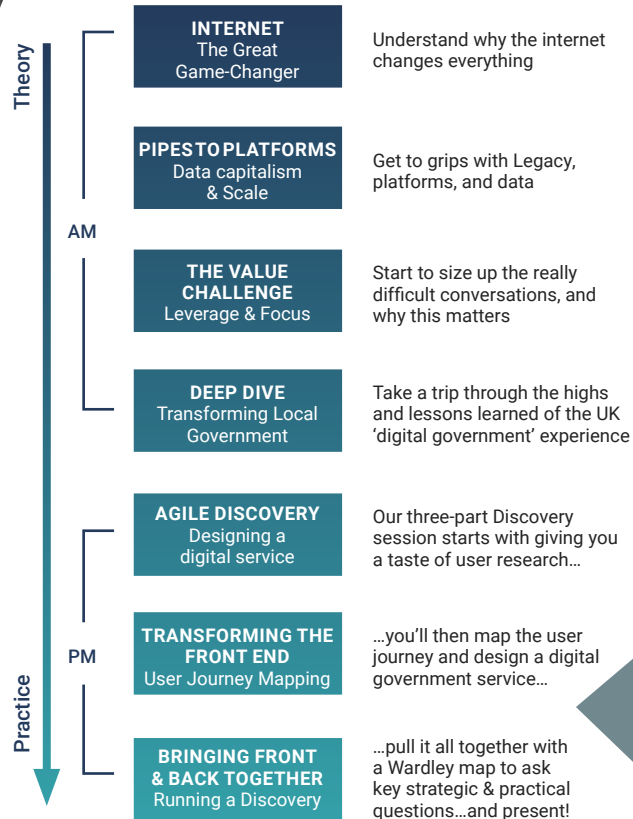 Theory
AM
INTERNET
The Great
Game-Changer
Understand why the internet
changes everything
PIPES TO PLATFORMS
Data capitalism
& Scale
Get to grips with Legacy,
platforms, and data
THE VALUE
CHALLENGE
Leverage & Focus
Start to size up the really
difficult conversations, and
why this matters
DEEP DIVE
Transforming Local
Government
Take a trip through the highs
and lessons learned of the UK
‘digital government’ experience
Practice
PM
AGILE DISCOVERY
Designing a
digital service
Our three-part Discovery
session starts with giving you
a taste of user research…
TRANSFORMING THE
FRONT END
User Journey Mapping
…you’ll then map the user
journey and design a digital
government service…
BRINGING FRONT
& BACK TOGETHER
Running a Discovery
…pull it all together with
a Wardley map to ask
key strategic & practical
questions…and present!